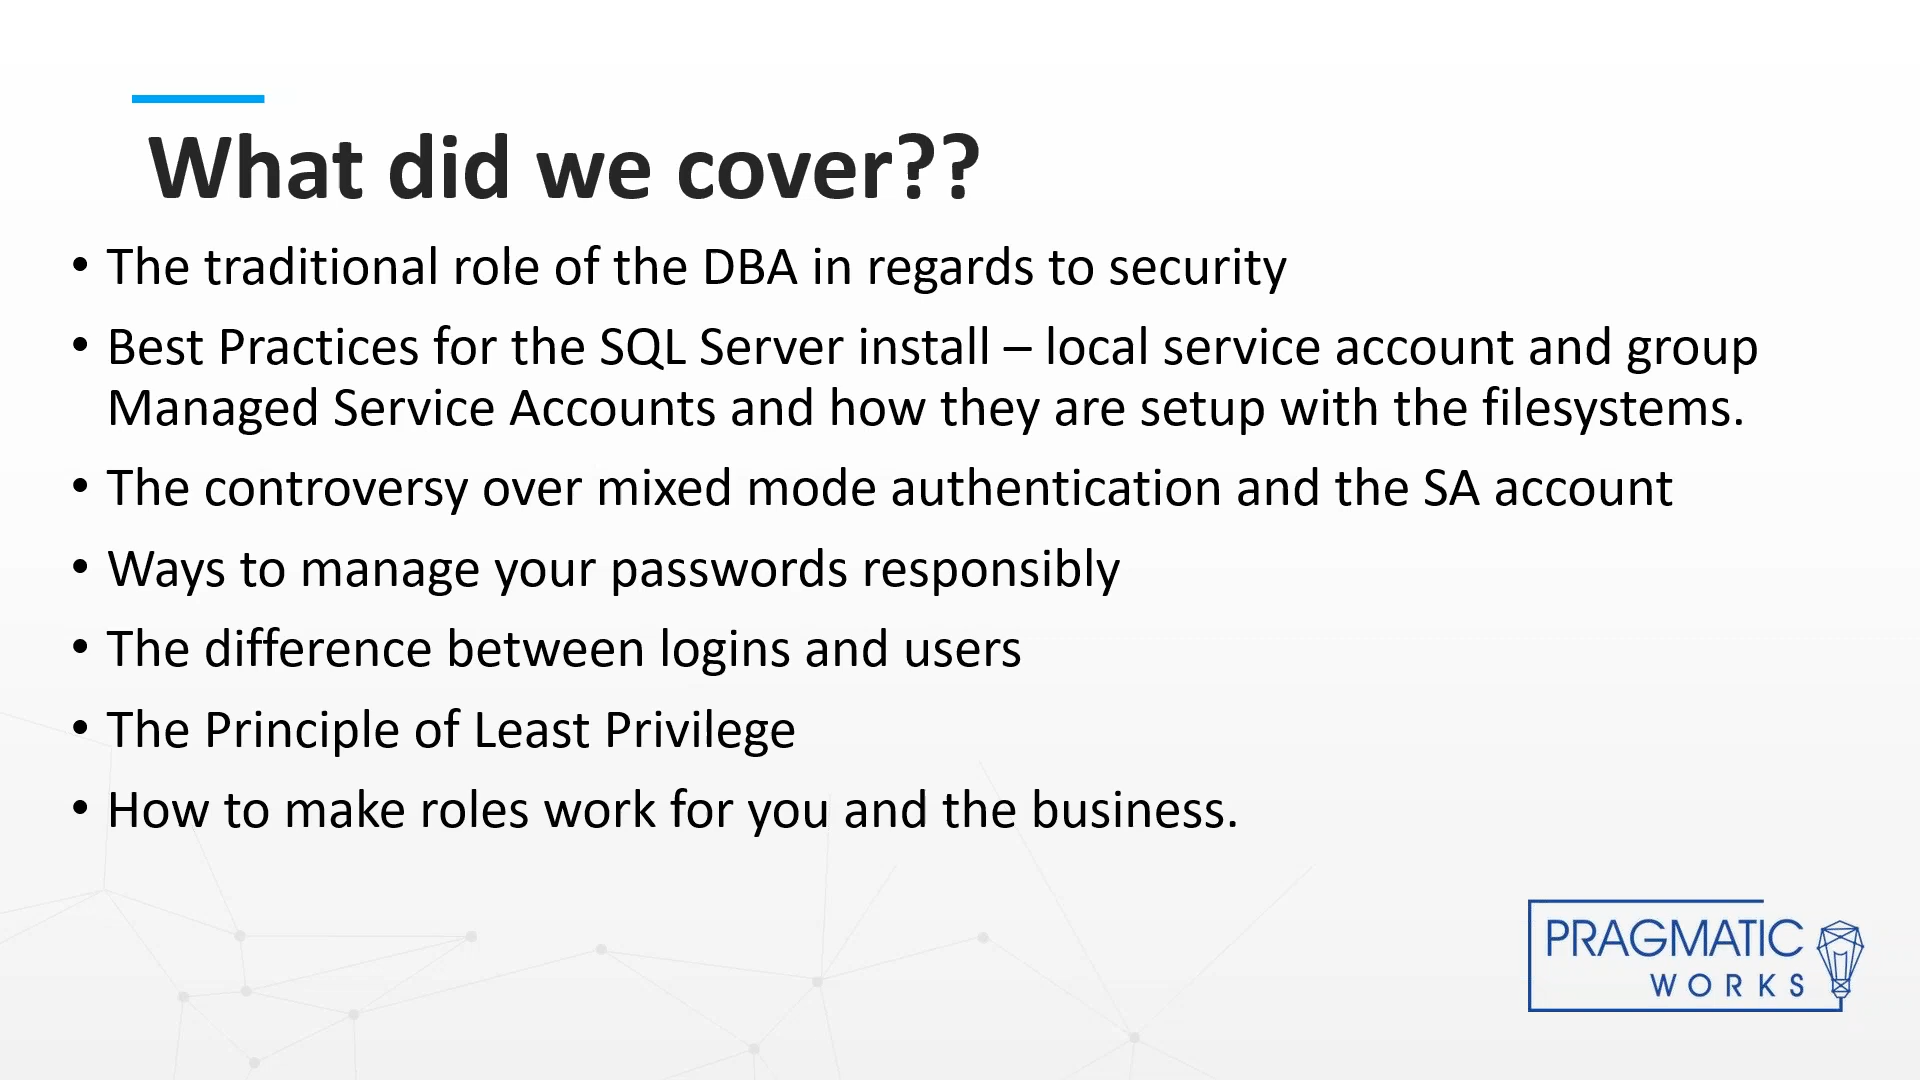 What did we cover??
• The traditional role of the DBA in regards to security
• Best Practices for the SQL Server install – local service account and group
Managed Service Accounts and how they are setup with the filesystems.
• The controversy over mixed mode authentication and the SA account
• Ways to manage your passwords responsibly
• The difference between logins and users
• The Principle of Least Privilege
• How to make roles work for you and the business.
PRAGMATIC
WORKS